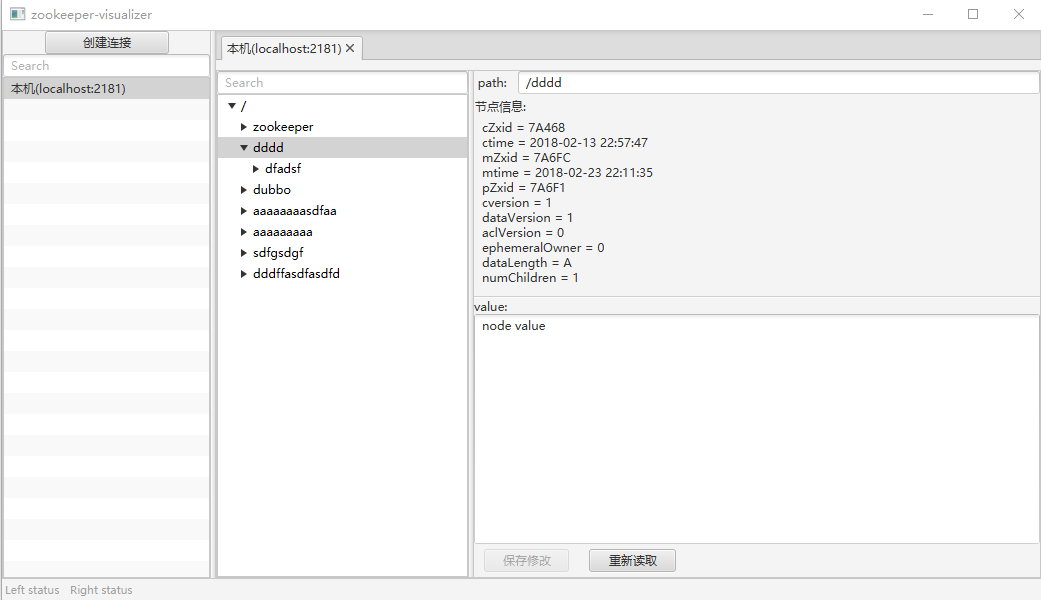 zookeeper-visualizer
创建连接
Search
本机(localhost:2181)
本机(localhost:2181)
Search
/
zookeeper
dddd
dfadsf
dubbo
aaaaaaaasdfaa
aaaaaaaaa
sdfgsdgf
dddffasdfasdfd
path: /dddd
节点信息:
cZxid = 7A468
ctime = 2018-02-13 22:57:47
mZxid = 7A6FC
mtime = 2018-02-23 22:11:35
pZxid = 7A6F1
cversion = 1
dataVersion = 1
aclVersion = 0
ephemeralOwner = 0
dataLength = A
numChildren = 1
value:
node value
保存修改 重新读取
Left status Right status